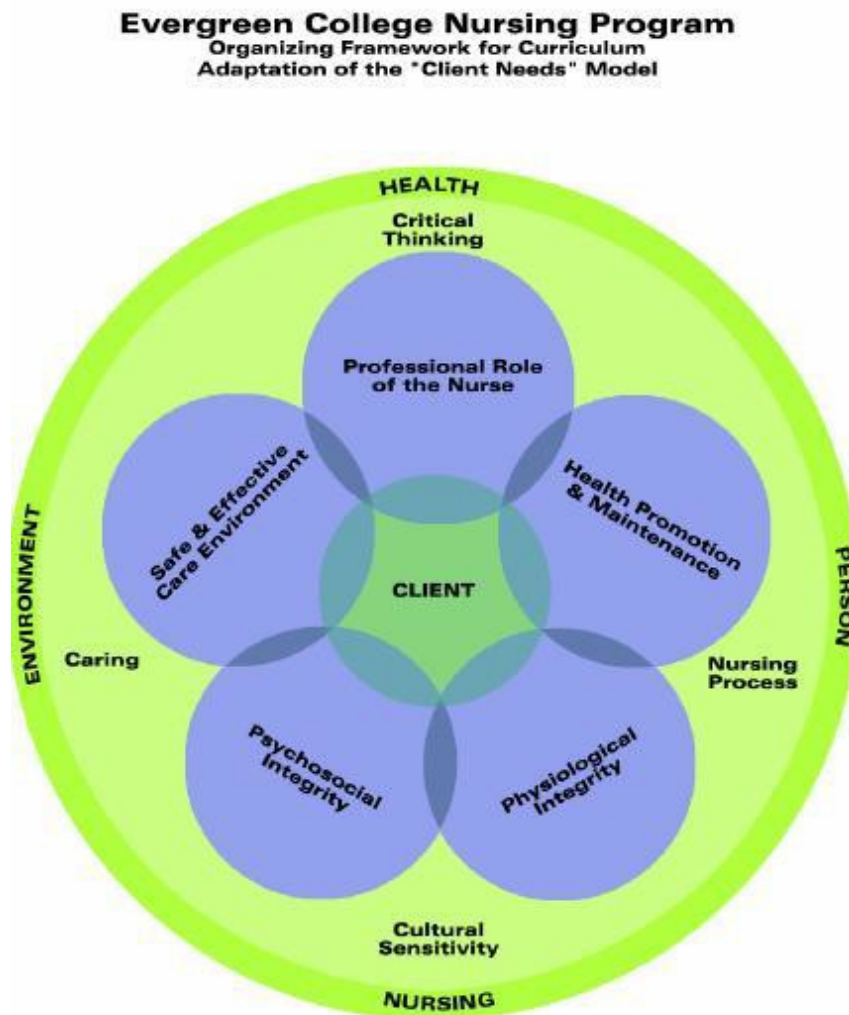 Evergreen College Nursing Program
Organizing Framework for Curriculum
Adaptation of the "Client Needs" Model
HEALTH
Critical
Thinking
Professional Role
of the Nurse
Safe & Effective
Care Environment
Health Promotion
& Maintenance
ENVIRONMENT
CLIENT
PERSON
Caring
Nursing
Process
Psychosocial
Integrity
Physiological
Integrity
Cultural
Sensitivity
NURSING